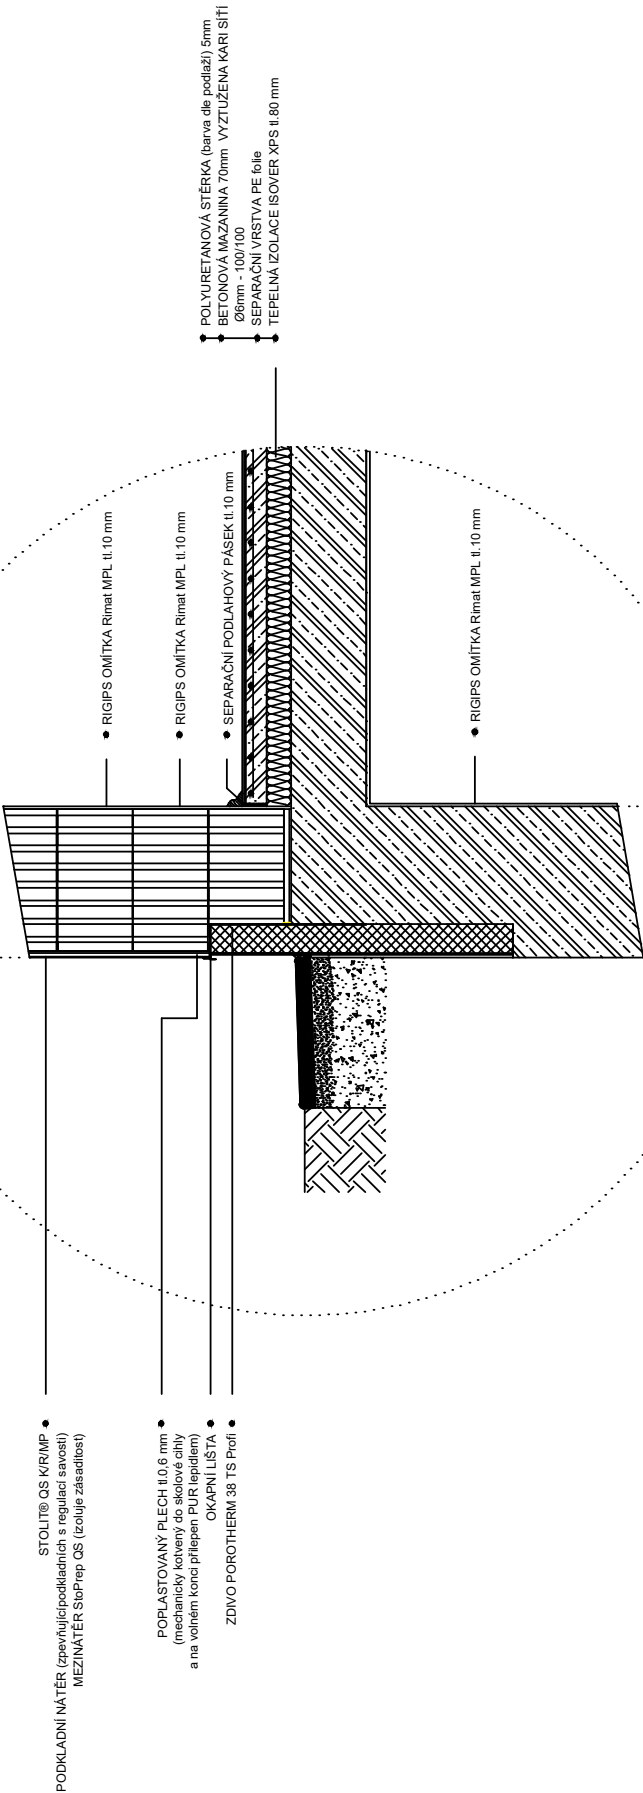 POLYURETANOVÁ STĚRKA (barva dle podlaží) 5mm
BETONOVÁ MAZANINA 70mm VYZTUŽENA KARI SÍTÍ
Ø6mm - 100/100
SEPARAČNÍ VRSTVA PE folie
TEPELNÁ IZOLACE ISOVER XPS tl.80 mm
RIGIPS OMÍTKA Rimat MPL tl.10 mm
RIGIPS OMÍTKA Rimat MPL tl.10 mm
SEPARAČNÍ PODLAHOVÝ PÁSEK tl.10 mm
RIGIPS OMÍTKA Rimat MPL tl.10 mm
STOLIT® QS K/R/MP
PODKLADNÍ NÁTĚR (zpevňujícípodkladních s regulací savosti)
MEZINÁTĚR StoPrep QS (izoluje zásaditost)
POPLASTOVANÝ PLECH tl.0,6 mm
(mechanicky kotvený do skolové cihly
a na volném konci přilepen PUR lepidlem)
OKAPNÍ LIŠTA
ZDIVO POROTHERM 38 TS Profi